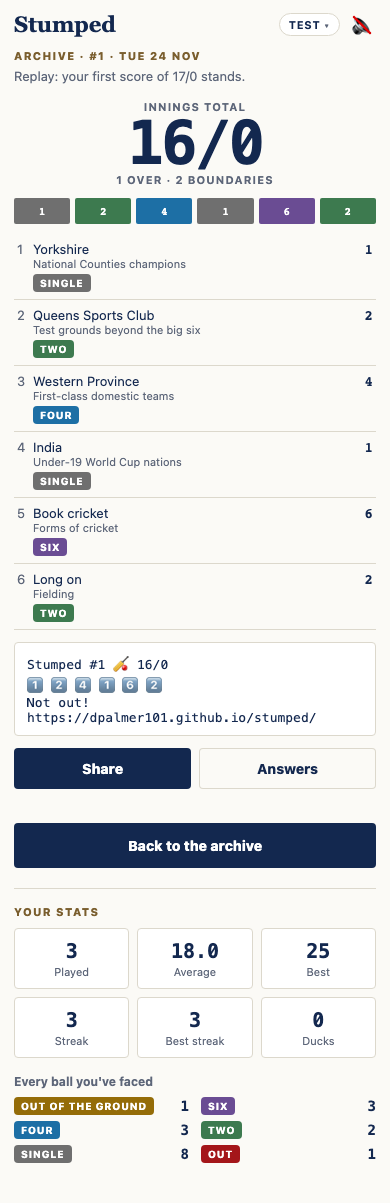 Stumped
TEST ▾
ARCHIVE · #1 · TUE 24 NOV
Replay: your first score of 17/0 stands.
INNINGS TOTAL
16/0
1 OVER · 2 BOUNDARIES
1 2 4 1 6 2
1 Yorkshire 1
National Counties champions
SINGLE
2 Queens Sports Club 2
Test grounds beyond the big six
TWO
3 Western Province 4
First-class domestic teams
FOUR
4 India 1
Under-19 World Cup nations
SINGLE
5 Book cricket 6
Forms of cricket
SIX
6 Long on 2
Fielding
TWO
Stumped #1 🏏 16/0
1️⃣ 2️⃣ 4️⃣ 1️⃣ 6️⃣ 2️⃣
Not out!
https://dpalmer101.github.io/stumped/
Share
Answers
Back to the archive
YOUR STATS
3 18.0 25
Played Average Best
3 3 0
Streak Best streak Ducks
Every ball you've faced
OUT OF THE GROUND 1 SIX 3
FOUR 3 TWO 2
SINGLE 8 OUT 1